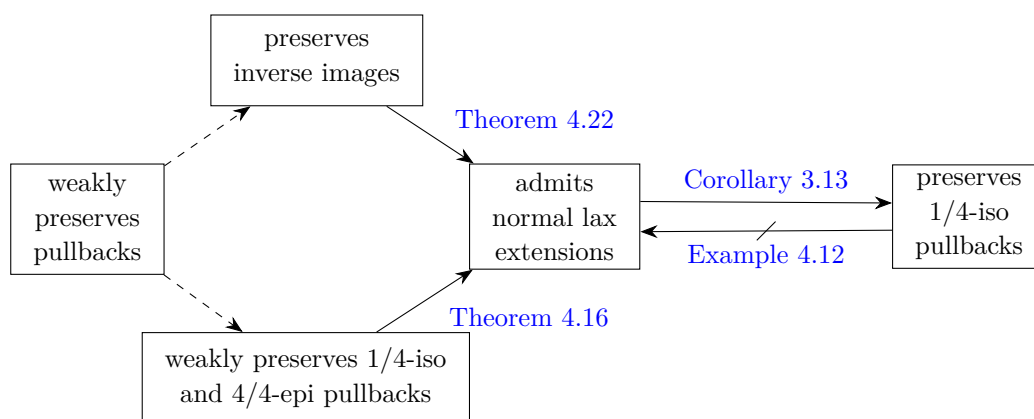 preserves
inverse images
Theorem 4.22
weakly
preserves
pullbacks
admits
normal lax
extensions
Corollary 3.13
Example 4.12
preserves
1/4-iso
pullbacks
Theorem 4.16
weakly preserves 1/4-iso
and 4/4-epi pullbacks